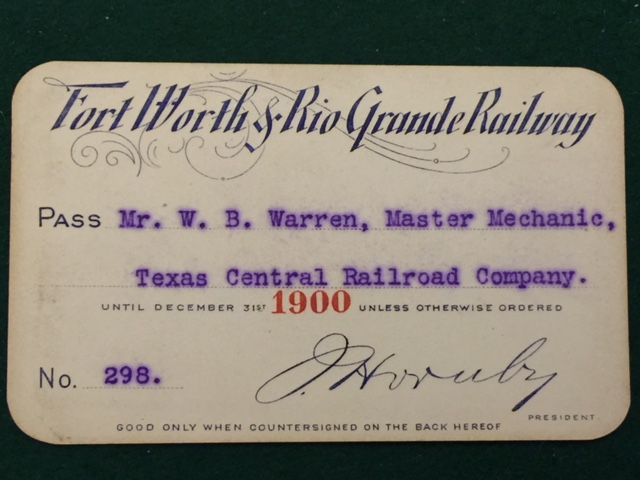 Fort Worth & Rio Grande Railway
PASS Mr. W. B. Warren, Master Mechanic,
Texas Central Railroad Company.
UNTIL DECEMBER 31ST 1900 UNLESS OTHERWISE ORDERED
No. 298. J. Hornby
PRESIDENT.
GOOD ONLY WHEN COUNTERSIGNED ON THE BACK HEREOF